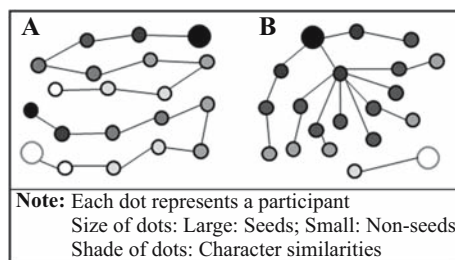 A B
Note: Each dot represents a participant
Size of dots: Large: Seeds; Small: Non-seeds
Shade of dots: Character similarities